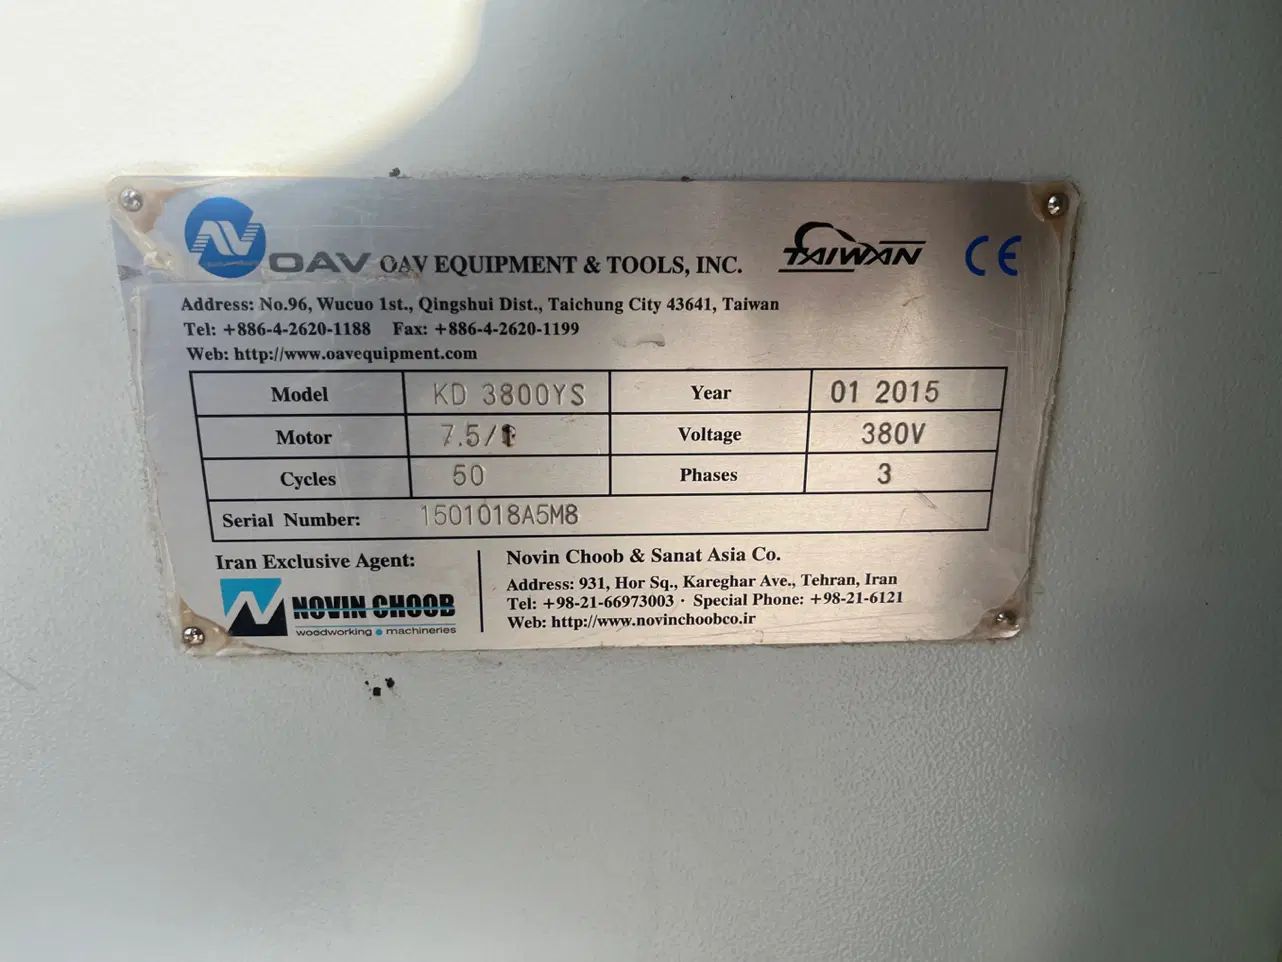 OAV OAV EQUIPMENT & TOOLS, INC. TAIWAN CE
Address: No.96, Wucuo 1st., Qingshui Dist., Taichung City 43641, Taiwan
Tel: +886-4-2620-1188 Fax: +886-4-2620-1199
Web: http://www.oavequipment.com
Model KD 3800YS Year 01 2015
Motor 7.5/ Voltage 380V
Cycles 50 Phases 3
Serial Number: 1501018A5M8
Iran Exclusive Agent:
NOVIN CHOOB
woodworking machineries
Novin Choob & Sanat Asia Co.
Address: 931, Hor Sq., Kareghar Ave., Tehran, Iran
Tel: +98-21-66973003 · Special Phone: +98-21-6121
Web: http://www.novinchoobco.ir